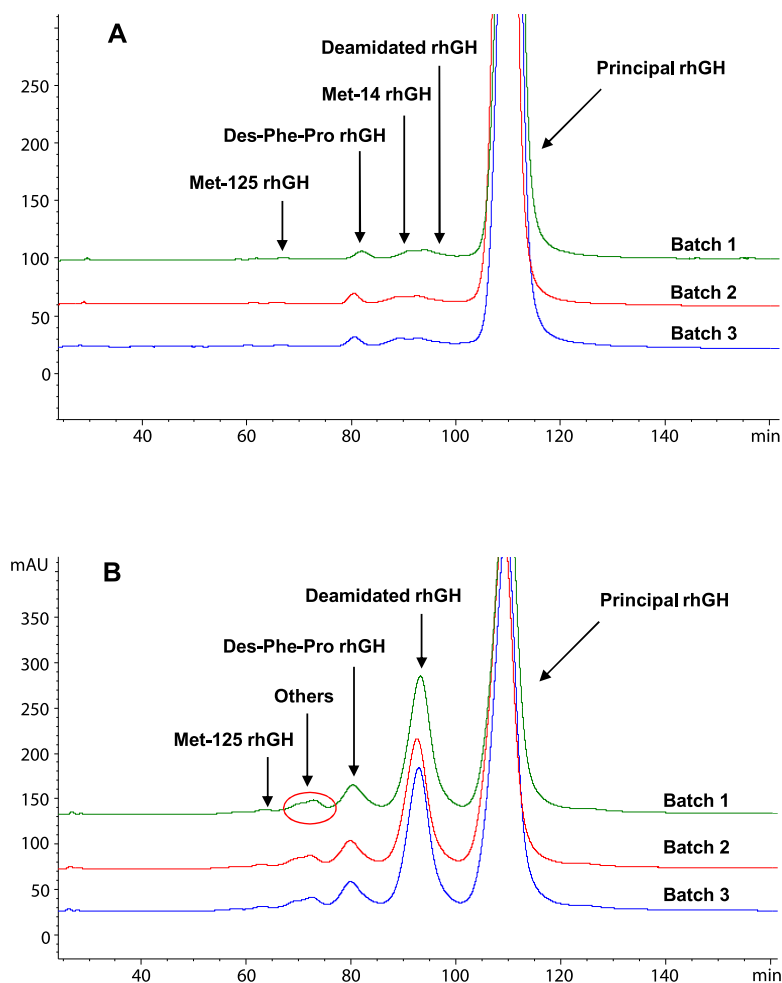 A
Deamidated rhGH
Principal rhGH
Met-14 rhGH
Des-Phe-Pro rhGH
Met-125 rhGH
300
250
200
150
100
50
0
Batch 1
Batch 2
Batch 3
40 60 80 100 120 140 min
mAU
B
Deamidated rhGH
Principal rhGH
Des-Phe-Pro rhGH
Others
Met-125 rhGH
350
300
250
200
150
100
50
0
Batch 1
Batch 2
Batch 3
40 60 80 100 120 140 min